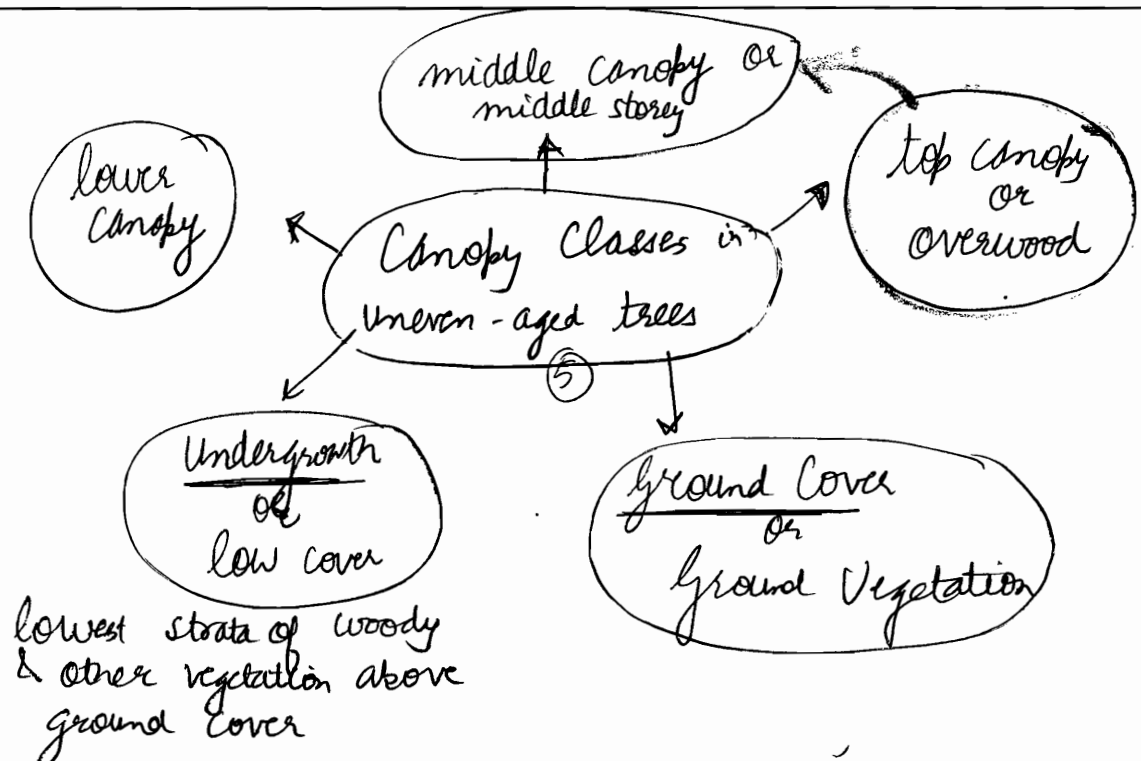 middle canopy or
middle storey
top canopy
or
overwood
lower
canopy
Canopy Classes in
uneven-aged trees
5
Undergrowth
or
low cover
Ground Cover
or
Ground Vegetation
lowest strata of woody
& other vegetation above
ground cover